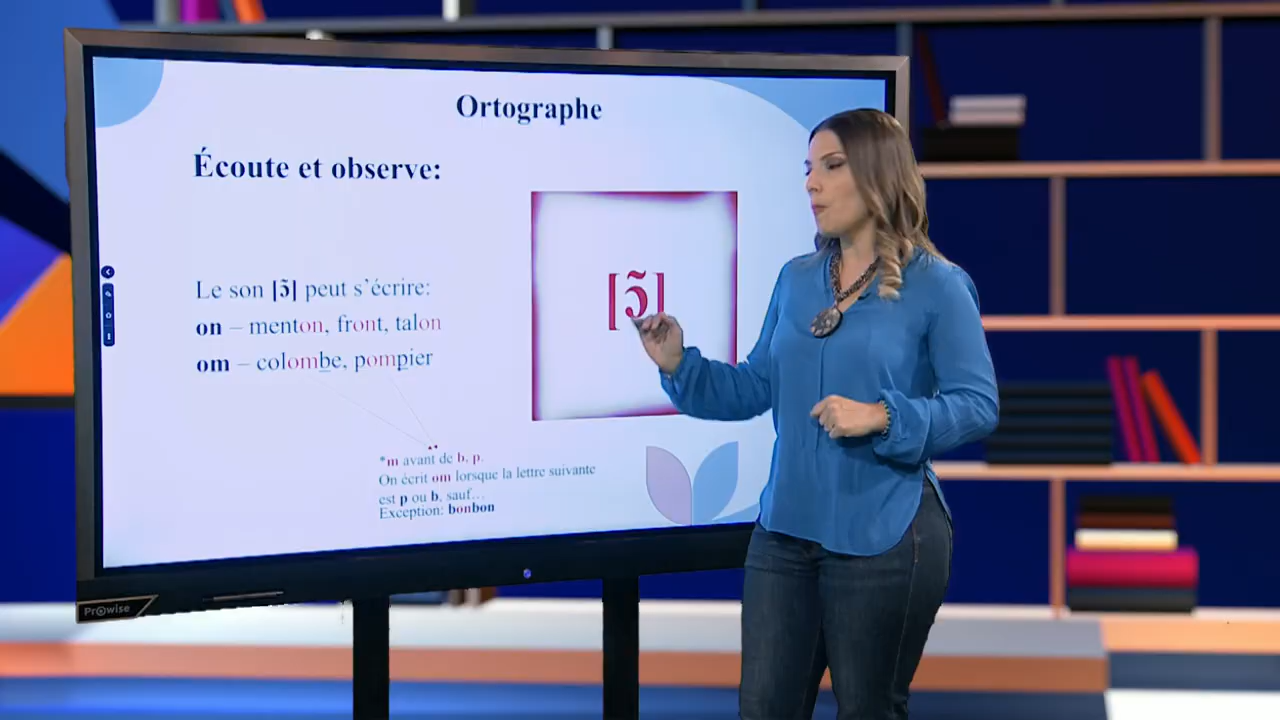 Ortographe
Écoute et observe:
Le son [ɔ̃] peut s’écrire:
on – menton, front, talon
om – colombe, pompier
[ɔ̃]
*m avant de b, p.
On écrit om lorsque la lettre suivante
est p ou b, sauf...
Exception: bonbon
Prowise